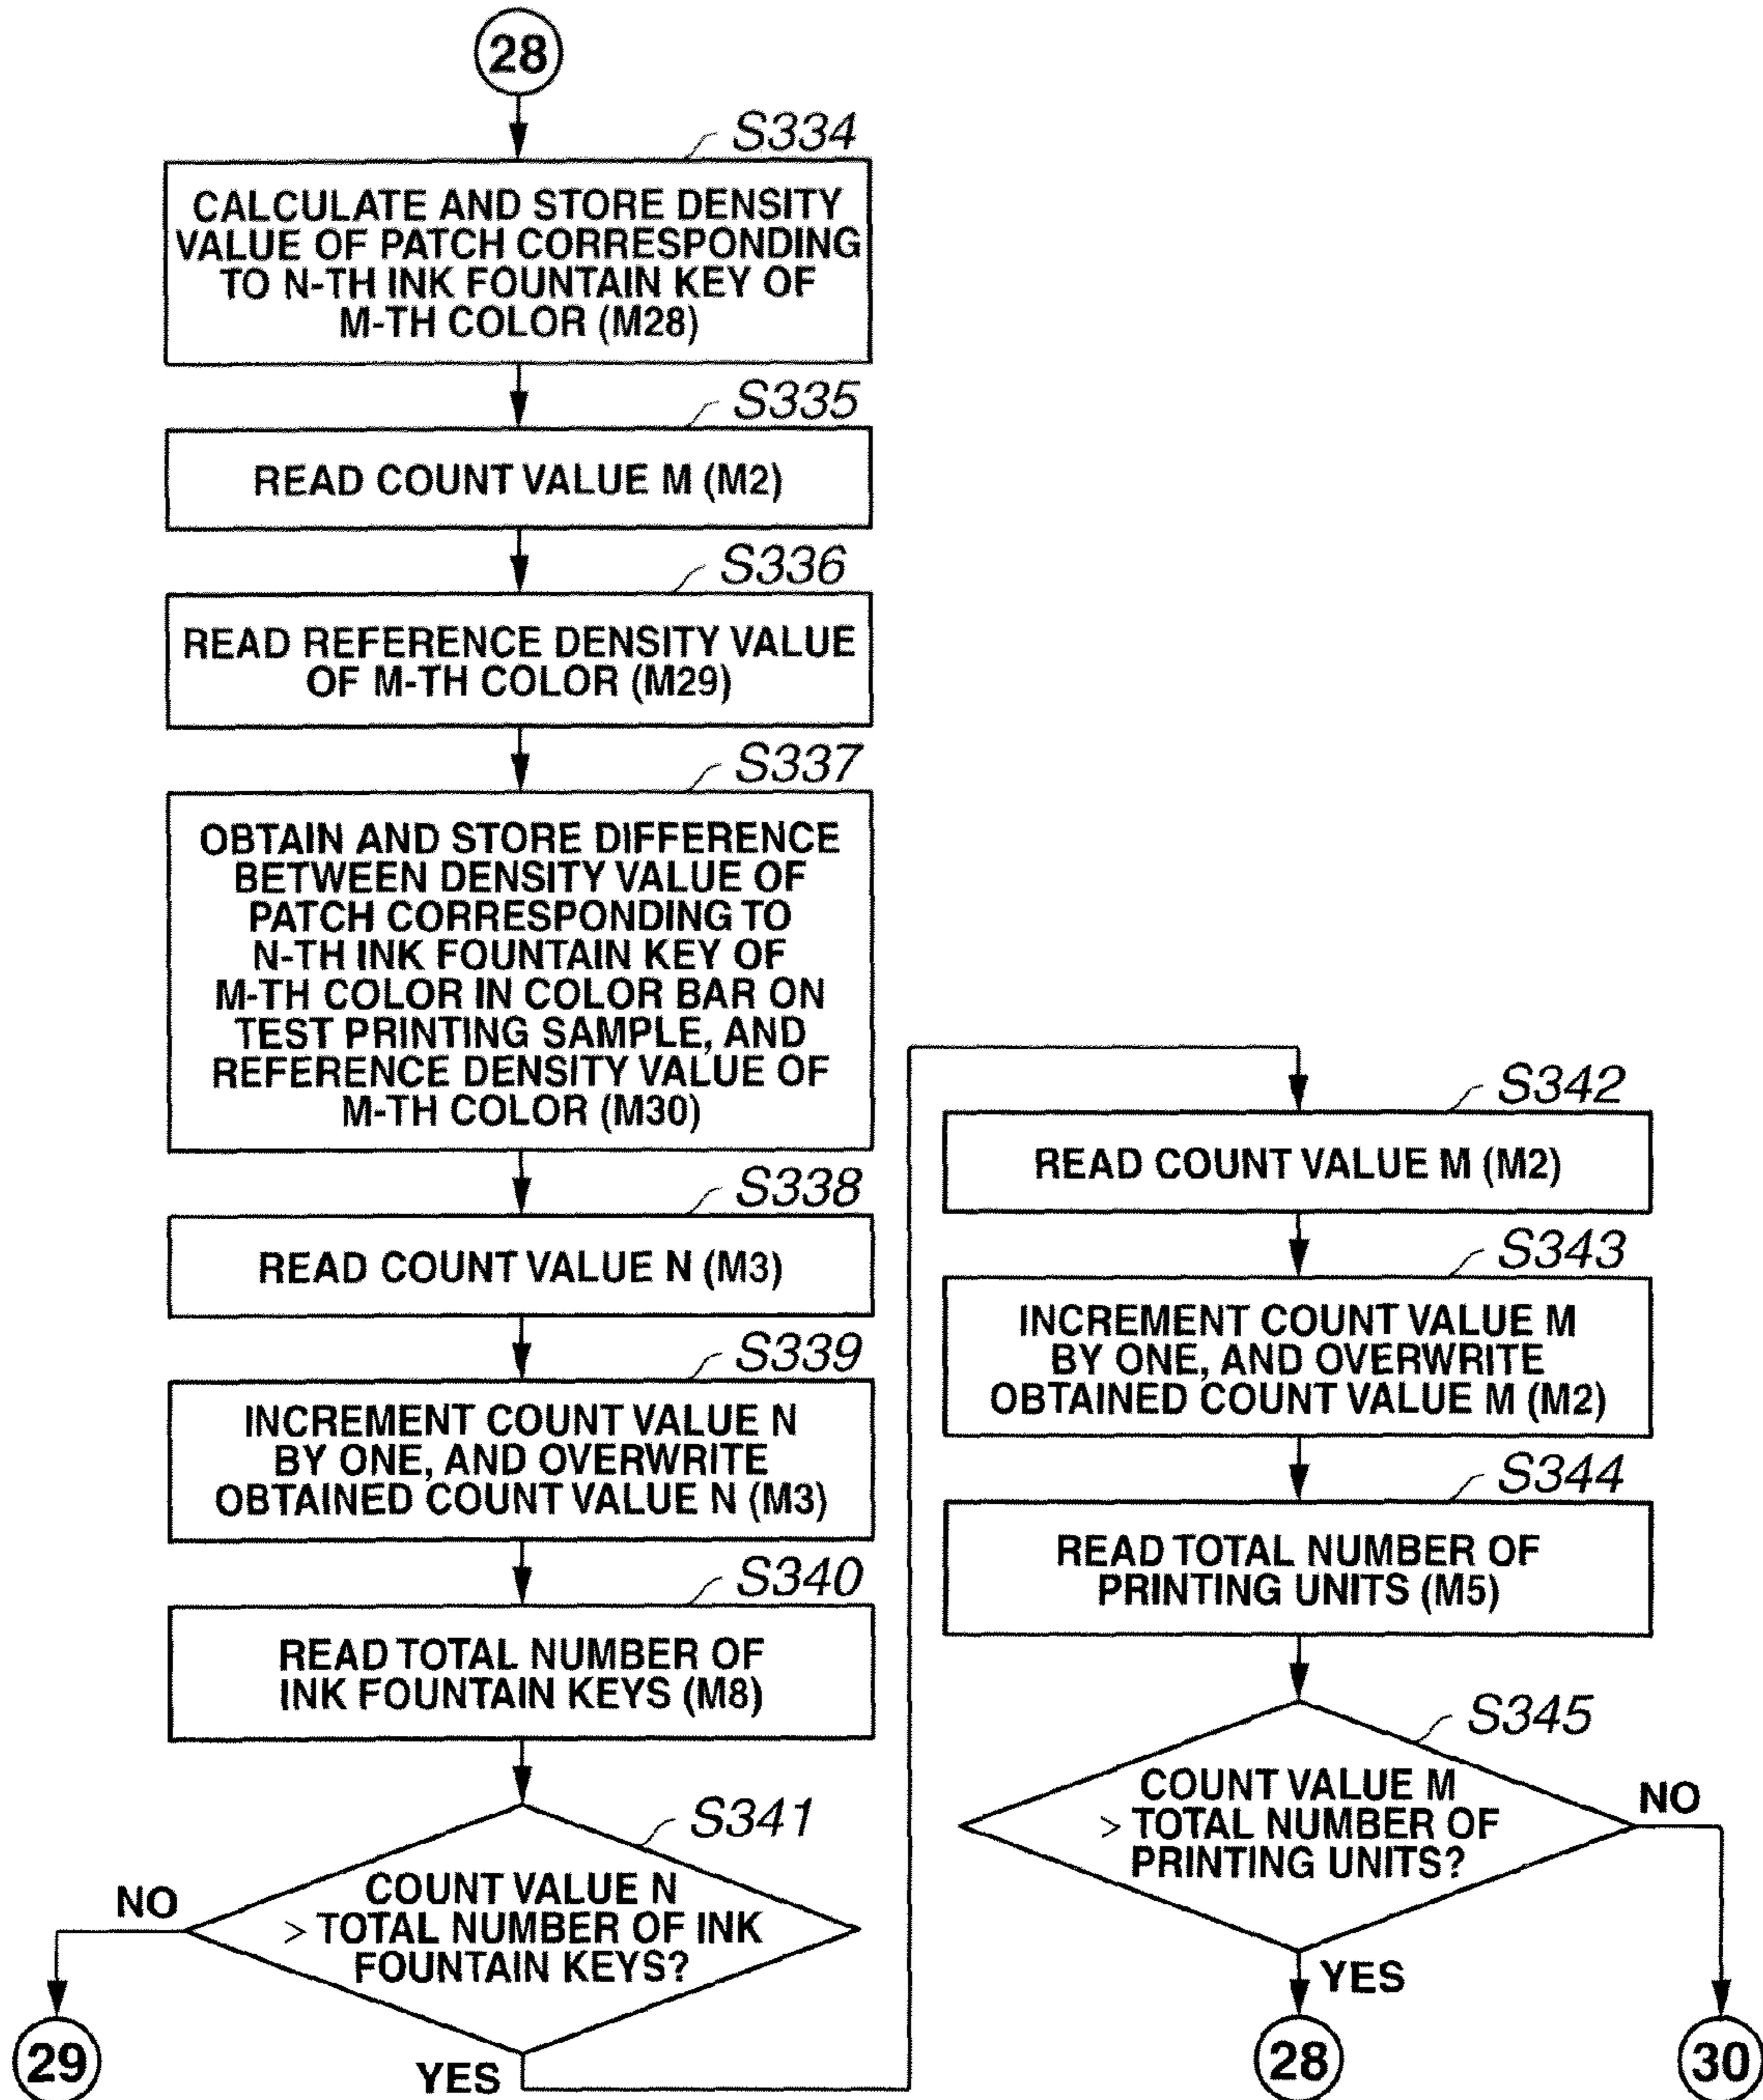 28
S334
CALCULATE AND STORE DENSITY
VALUE OF PATCH CORRESPONDING
TO N-TH INK FOUNTAIN KEY OF
M-TH COLOR (M28)
S335
READ COUNT VALUE M (M2)
S336
READ REFERENCE DENSITY VALUE
OF M-TH COLOR (M29)
S337
OBTAIN AND STORE DIFFERENCE
BETWEEN DENSITY VALUE OF
PATCH CORRESPONDING TO
N-TH INK FOUNTAIN KEY OF
M-TH COLOR IN COLOR BAR ON
TEST PRINTING SAMPLE, AND
REFERENCE DENSITY VALUE OF
M-TH COLOR (M30)
S338
READ COUNT VALUE N (M3)
S339
INCREMENT COUNT VALUE N
BY ONE, AND OVERWRITE
OBTAINED COUNT VALUE N (M3)
S340
READ TOTAL NUMBER OF
INK FOUNTAIN KEYS (M8)
S341
COUNT VALUE N
> TOTAL NUMBER OF INK
FOUNTAIN KEYS?
NO
29
YES
S342
READ COUNT VALUE M (M2)
S343
INCREMENT COUNT VALUE M
BY ONE, AND OVERWRITE
OBTAINED COUNT VALUE M (M2)
S344
READ TOTAL NUMBER OF
PRINTING UNITS (M5)
S345
COUNT VALUE M
> TOTAL NUMBER OF
PRINTING UNITS?
NO
YES
28
30